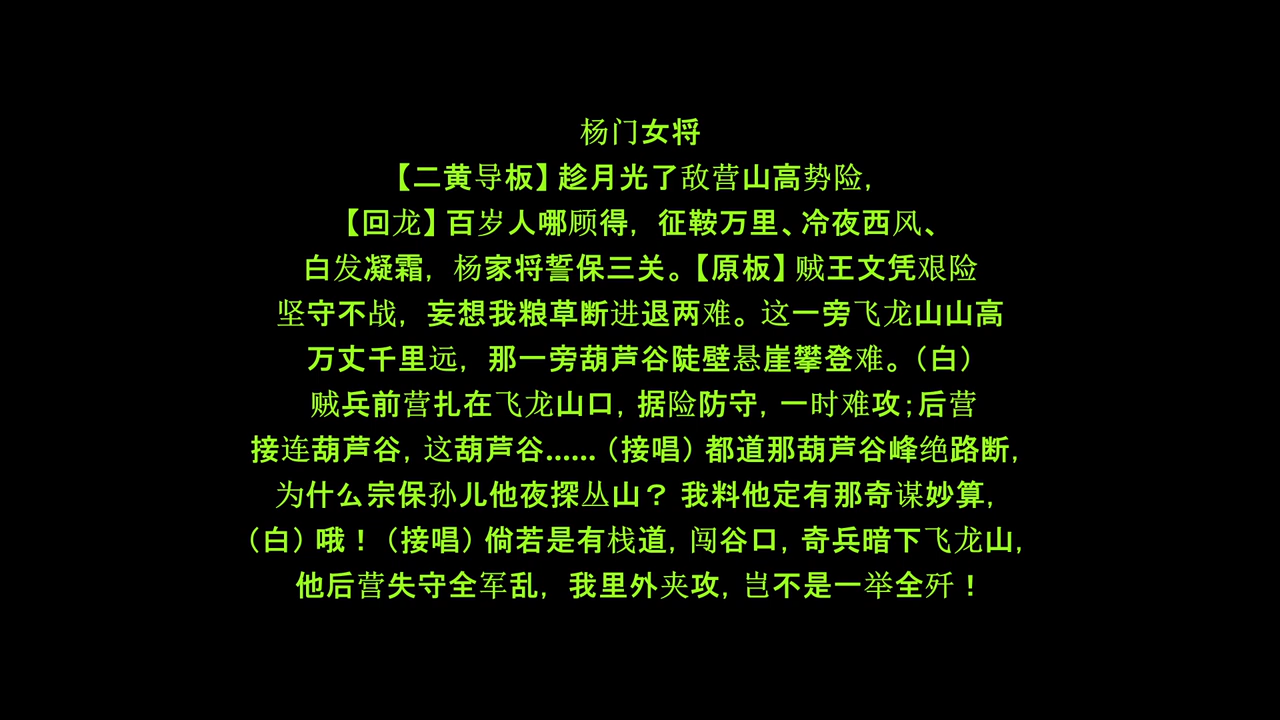 杨门女将
【二黄导板】趁月光了敌营山高势险，
【回龙】百岁人哪顾得，征鞍万里、冷夜西风、
白发凝霜，杨家将誓保三关。【原板】贼王文凭艰险
坚守不战，妄想我粮草断进退两难。这一旁飞龙山山高
万丈千里远，那一旁葫芦谷陡壁悬崖攀登难。（白）
贼兵前营扎在飞龙山口，据险防守，一时难攻；后营
接连葫芦谷，这葫芦谷......（接唱）都道那葫芦谷峰绝路断，
为什么宗保孙儿他夜探丛山？ 我料他定有那奇谋妙算，
（白）哦！（接唱）倘若是有栈道，闯谷口，奇兵暗下飞龙山，
他后营失守全军乱，我里外夹攻，岂不是一举全歼！